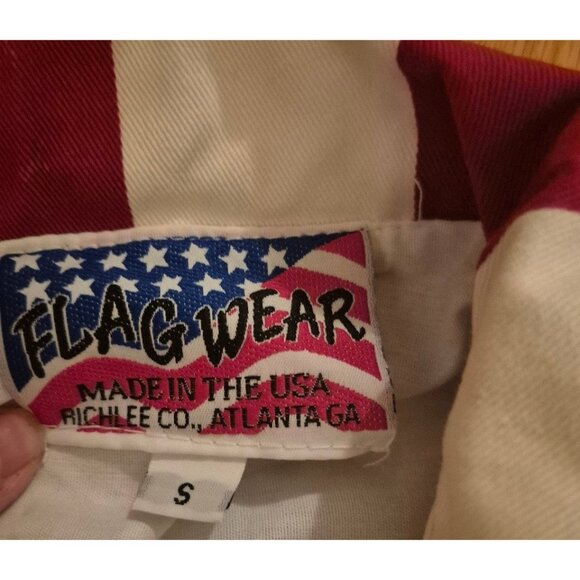 FLAG WEAR
MADE IN THE USA
RICHLEE CO., ATLANTA GA
S